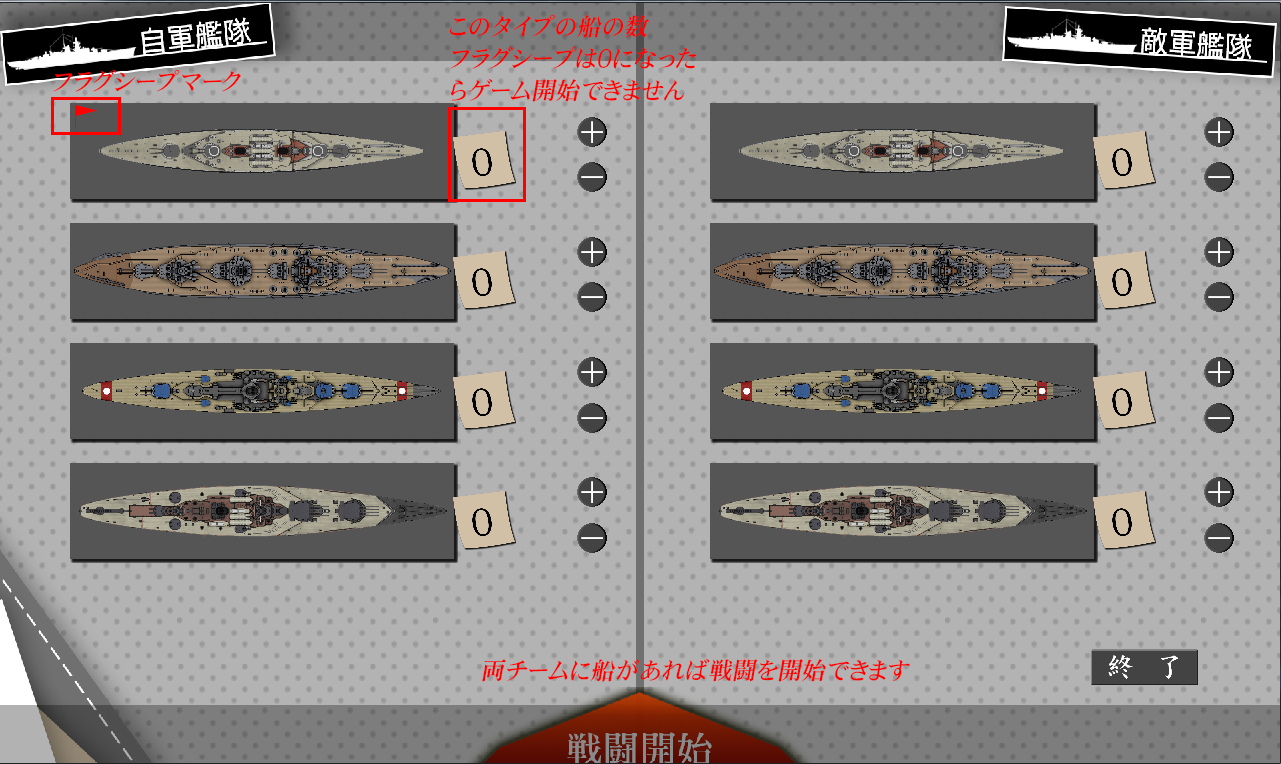 自軍艦隊
敵軍艦隊
フラグシープマーク
このタイプの船の数
フラグシープは0になった
らゲーム開始できません
0
0
0
0
0
0
0
0
両チームに船があれば戦闘を開始できます
終 了
戦闘開始